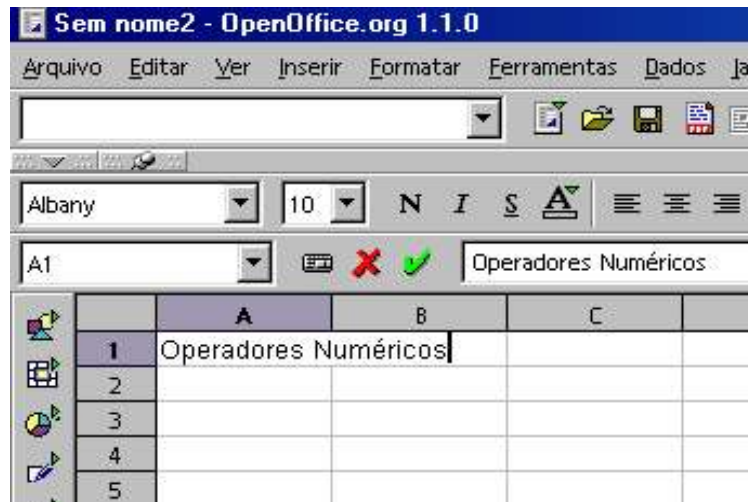 Sem nome2 - OpenOffice.org 1.1.0
Arquivo Editar Ver Inserir Formatar Ferramentas Dados Ja
Albany 10 N I S A
A1 Operadores Numéricos
A B C
1 Operadores Numéricos
2
3
4
5